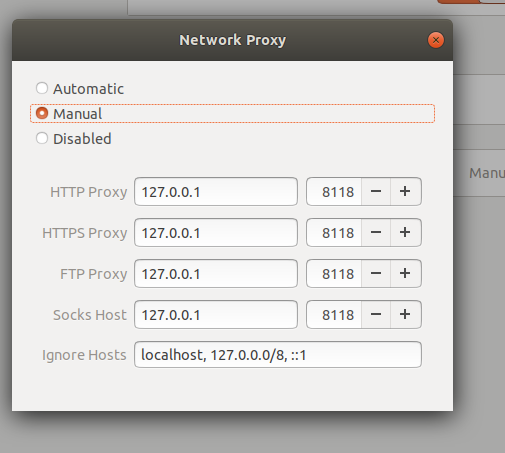 Network Proxy
Automatic
Manual
Disabled
HTTP Proxy 127.0.0.1 8118 − +
HTTPS Proxy 127.0.0.1 8118 − +
FTP Proxy 127.0.0.1 8118 − +
Socks Host 127.0.0.1 8118 − +
Ignore Hosts localhost, 127.0.0.0/8, ::1
Manu